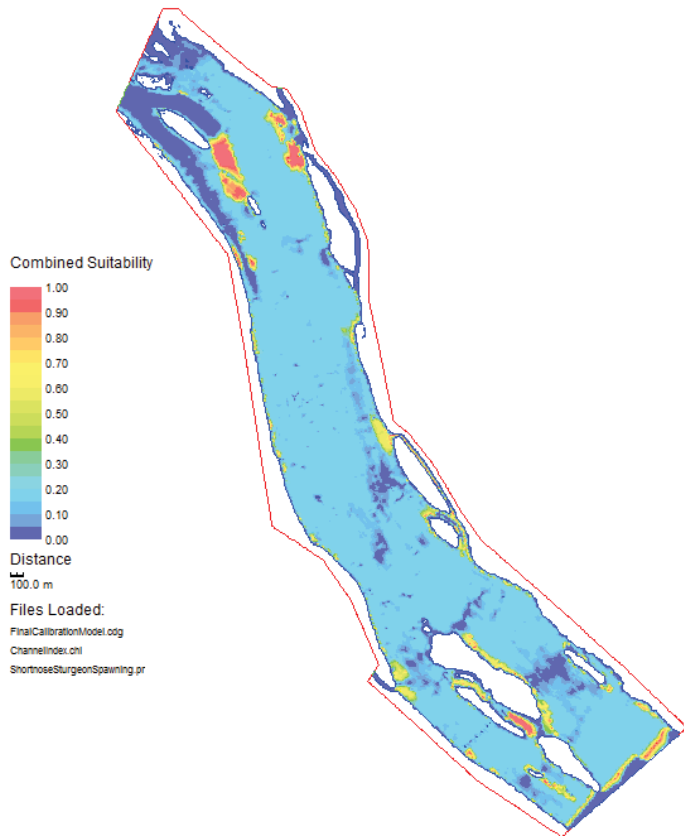 Combined Suitability
1.00
0.90
0.80
0.70
0.60
0.50
0.40
0.30
0.20
0.10
0.00
Distance
100.0 m
Files Loaded:
FinalCalibrationModel.cdg
ChannelIndex.chi
ShortnoseSturgeonSpawning.pr